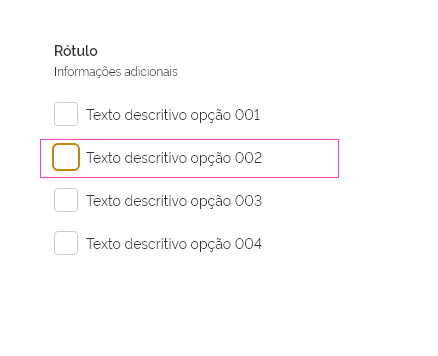 Rótulo
Informações adicionais
Texto descritivo opção 001
Texto descritivo opção 002
Texto descritivo opção 003
Texto descritivo opção 004